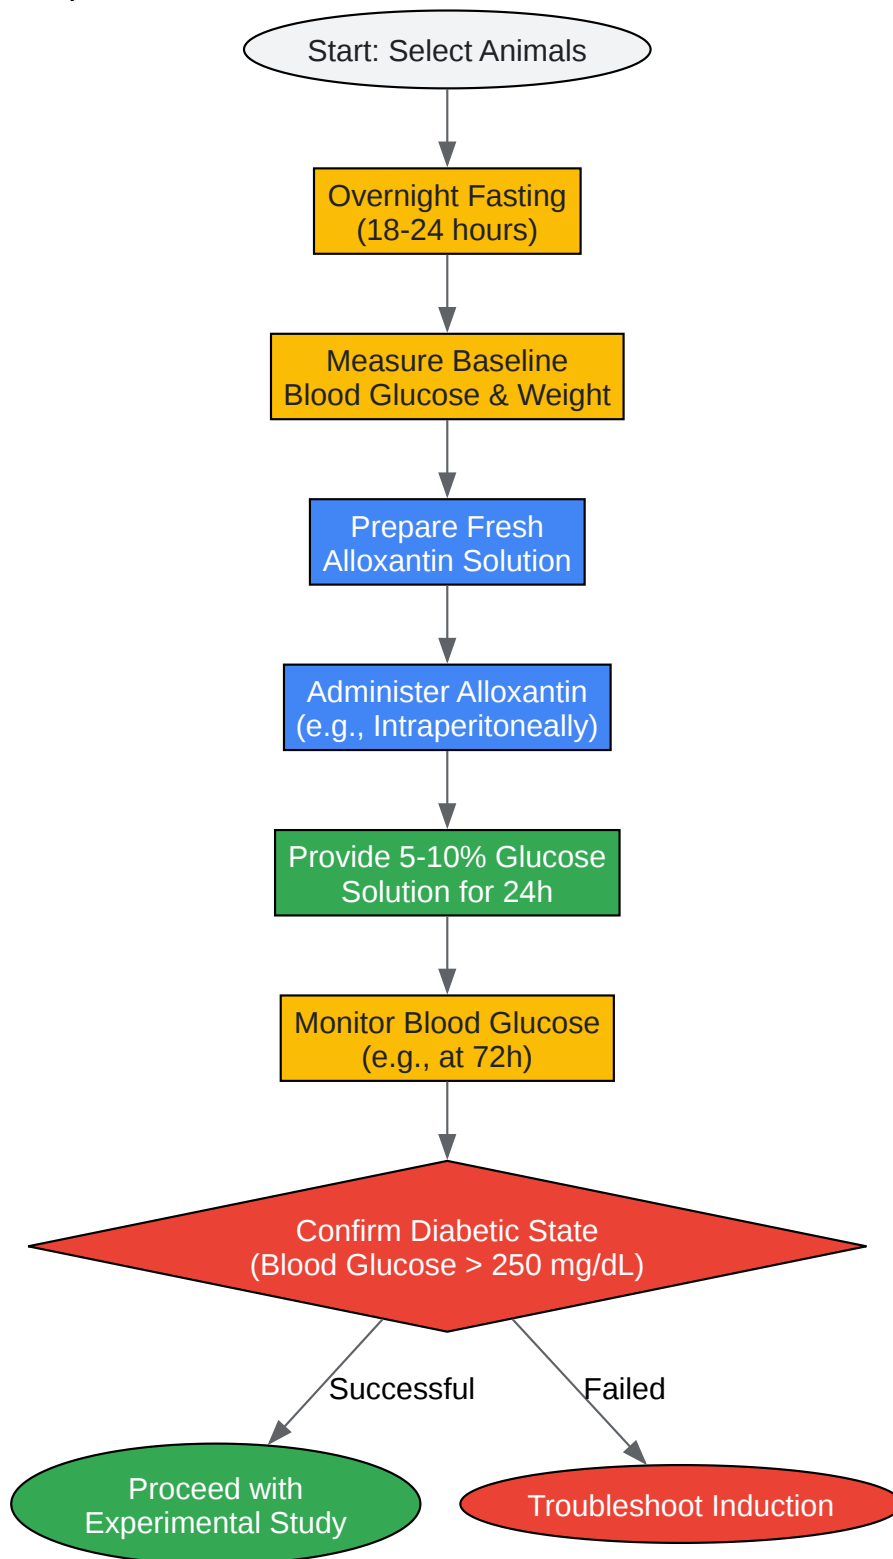 Start: Select Animals
Overnight Fasting
(18-24 hours)
Measure Baseline
Blood Glucose & Weight
Prepare Fresh
Alloxantin Solution
Administer Alloxantin
(e.g., Intraperitoneally)
Provide 5-10% Glucose
Solution for 24h
Monitor Blood Glucose
(e.g., at 72h)
Confirm Diabetic State
(Blood Glucose > 250 mg/dL)
Successful
Failed
Proceed with
Experimental Study
Troubleshoot Induction